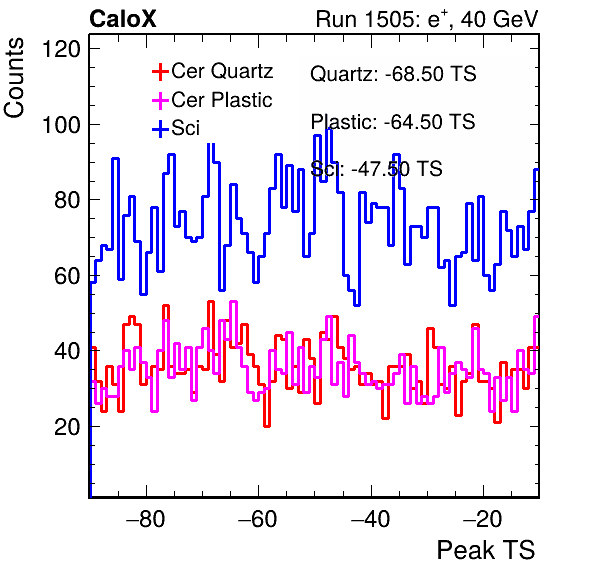 CaloX Run 1505: e⁺, 40 GeV
Counts
120
100
80
60
40
20
Cer Quartz
Cer Plastic
Sci
Quartz: -68.50 TS
Plastic: -64.50 TS
Sci: -47.50 TS
−80 −60 −40 −20
Peak TS